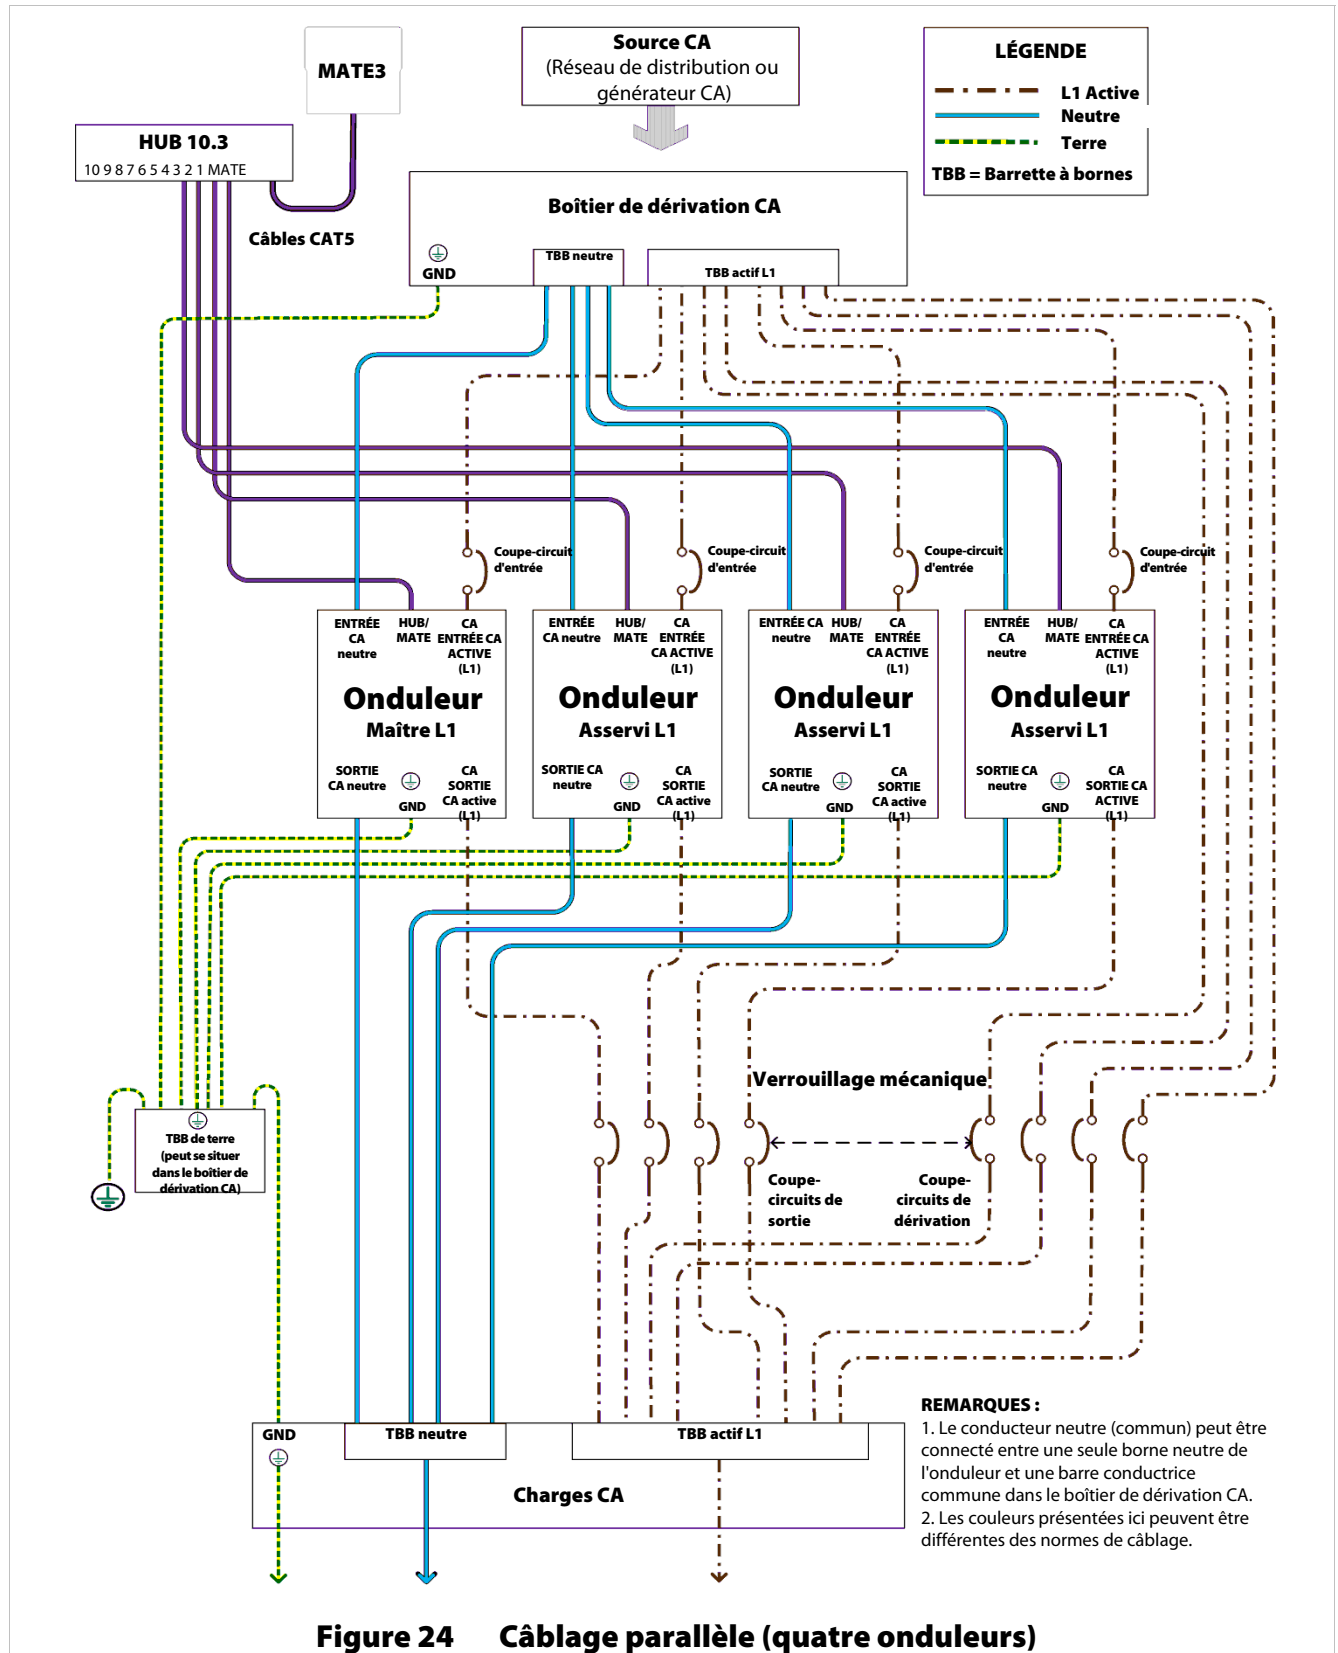 MATE3
Source CA
(Réseau de distribution ou
générateur CA)
LÉGENDE
L1 Active
Neutre
Terre
TBB = Barrette à bornes
HUB 10.3
10 9 8 7 6 5 4 3 2 1 MATE
Câbles CAT5
Boîtier de dérivation CA
GND
TBB neutre
TBB actif L1
Coupe-circuit
d'entrée
Coupe-circuit
d'entrée
Coupe-circuit
d'entrée
Coupe-circuit
d'entrée
ENTRÉE
CA
neutre
HUB/
MATE
CA
ENTRÉE CA
ACTIVE
(L1)
Onduleur
Maître L1
SORTIE
CA neutre
GND
CA
SORTIE
CA active
(L1)
ENTRÉE
CA neutre
HUB/
MATE
CA
ENTRÉE
CA ACTIVE
(L1)
Onduleur
Asservi L1
SORTIE CA
neutre
GND
CA
SORTIE
CA active
(L1)
ENTRÉE CA
neutre
HUB/
MATE
CA
ENTRÉE
CA ACTIVE
(L1)
Onduleur
Asservi L1
SORTIE
CA neutre
GND
CA
SORTIE
CA active
(L1)
ENTRÉE
CA
neutre
HUB/
MATE
CA
ENTRÉE CA
ACTIVE
(L1)
Onduleur
Asservi L1
SORTIE CA
neutre
GND
CA
SORTIE CA
ACTIVE
(L1)
Verrouillage mécanique
TBB de terre
(peut se situer
dans le boîtier de
dérivation CA)
Coupe-
circuits de
sortie
Coupe-
circuits de
dérivation
GND
TBB neutre
TBB actif L1
Charges CA
REMARQUES :
1. Le conducteur neutre (commun) peut être
connecté entre une seule borne neutre de
l'onduleur et une barre conductrice
commune dans le boîtier de dérivation CA.
2. Les couleurs présentées ici peuvent être
différentes des normes de câblage.
Figure 24 Câblage parallèle (quatre onduleurs)